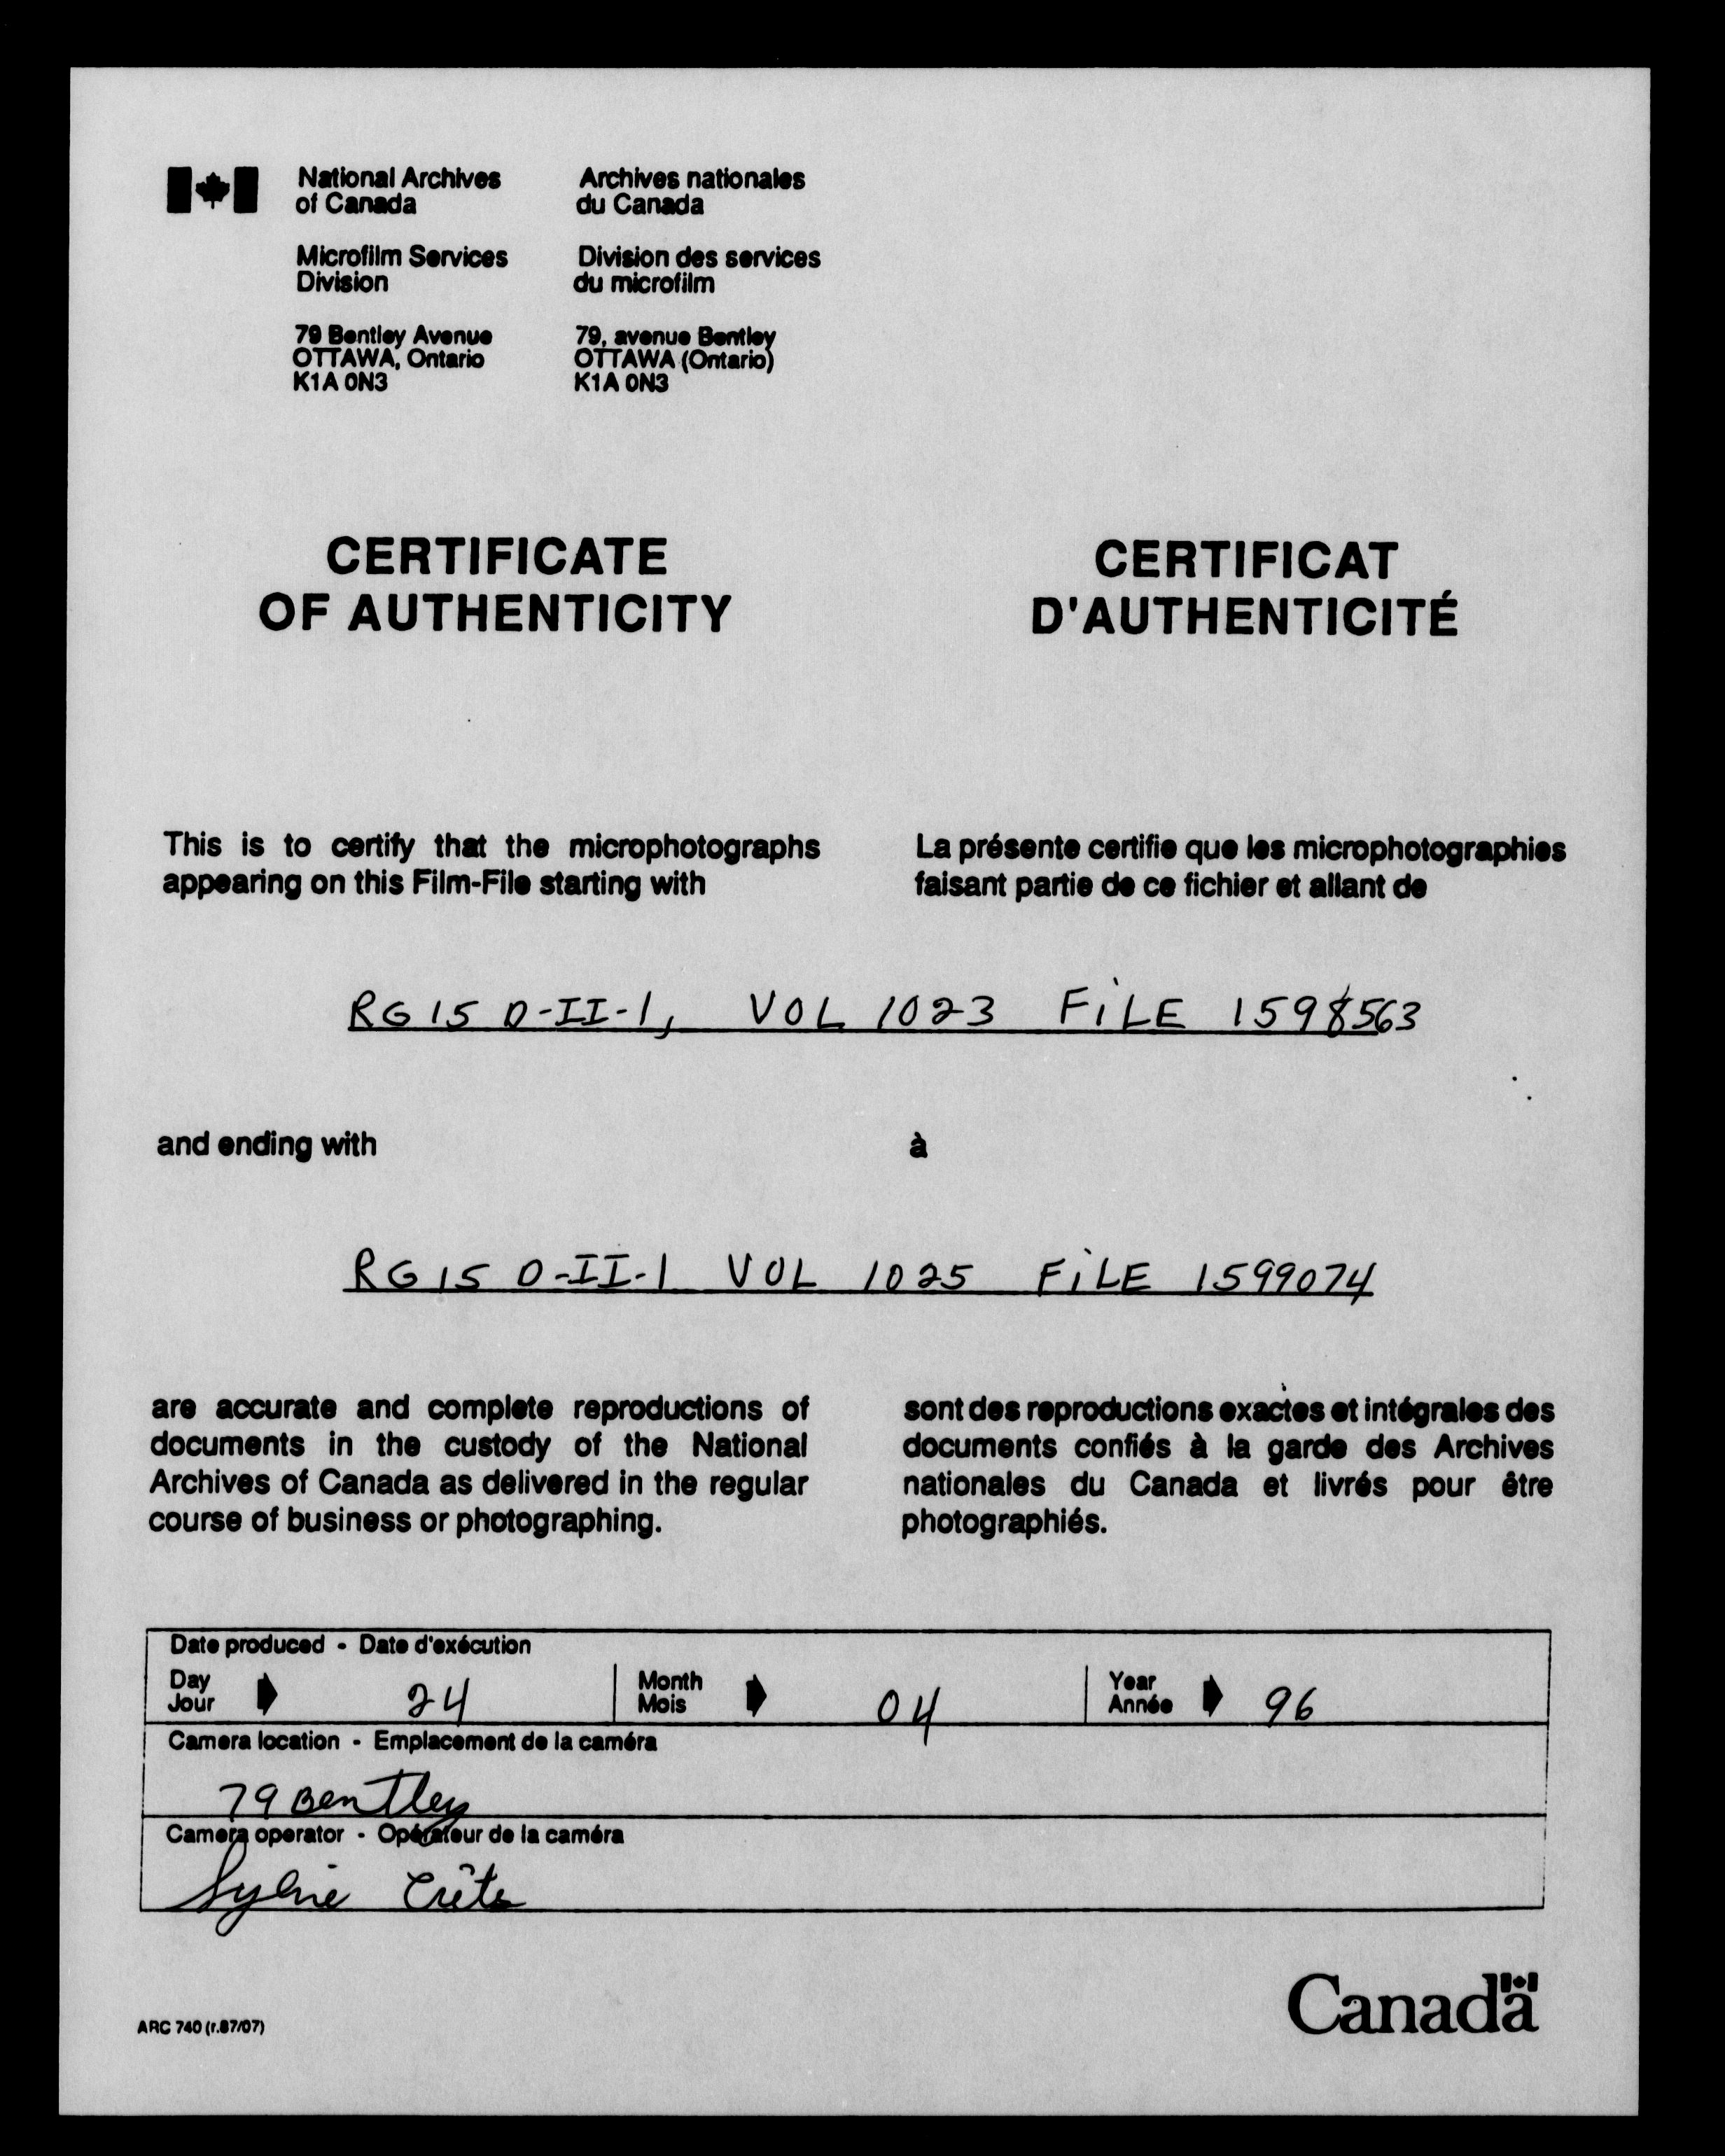 National Archives
of Canada
Archives nationales
du Canada
Microfilm Services
Division
Division des services
du microfilm
79 Bentley Avenue
OTTAWA, Ontario
K1A 0N3
79, avenue Bentley
OTTAWA (Ontario)
K1A 0N3
CERTIFICATE
OF AUTHENTICITY
CERTIFICAT
D'AUTHENTICITÉ
This is to certify that the microphotographs
appearing on this Film-File starting with
La présente certifie que les microphotographies
faisant partie de ce fichier et allant de
RG 15 D-II-1, VOL 1023 FiLE 1598563
and ending with
à
RG 15 D-II-1 VOL 1025 FiLE 1599074
are accurate and complete reproductions of
documents in the custody of the National
Archives of Canada as delivered in the regular
course of business or photographing.
sont des reproductions exactes et intégrales des
documents confiés à la garde des Archives
nationales du Canada et livrés pour être
photographiés.
Date produced - Date d'exécution
Day
Jour
24
Month
Mois
04
Year
Année
96
Camera location - Emplacement de la caméra
79 Bentley
Camera operator - Opérateur de la caméra
Sylvie Crête
Canada
ARC 740 (r.87/07)